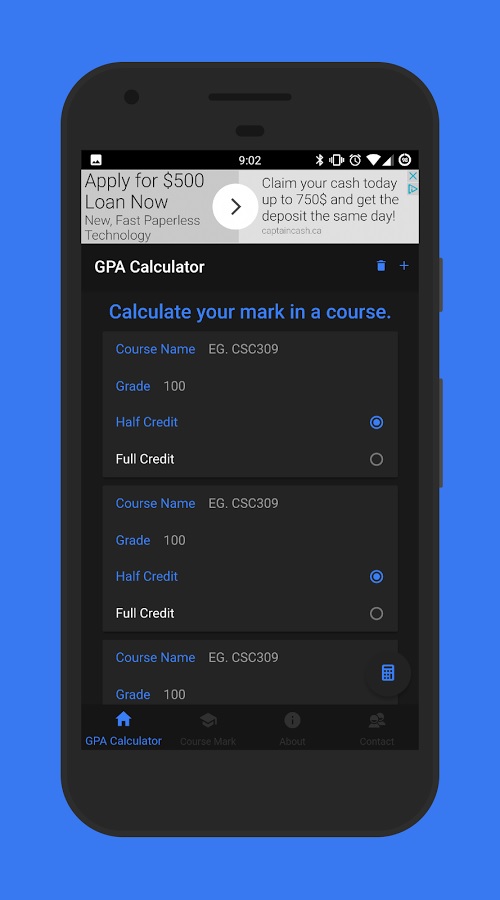 9:02
Apply for $500
Loan Now
New, Fast Paperless
Technology
Claim your cash today
up to 750$ and get the
deposit the same day!
captaincash.ca
GPA Calculator
Calculate your mark in a course.
Course Name EG. CSC309
Grade 100
Half Credit
Full Credit
Course Name EG. CSC309
Grade 100
Half Credit
Full Credit
Course Name EG. CSC309
Grade 100
GPA Calculator Course Mark About Contact